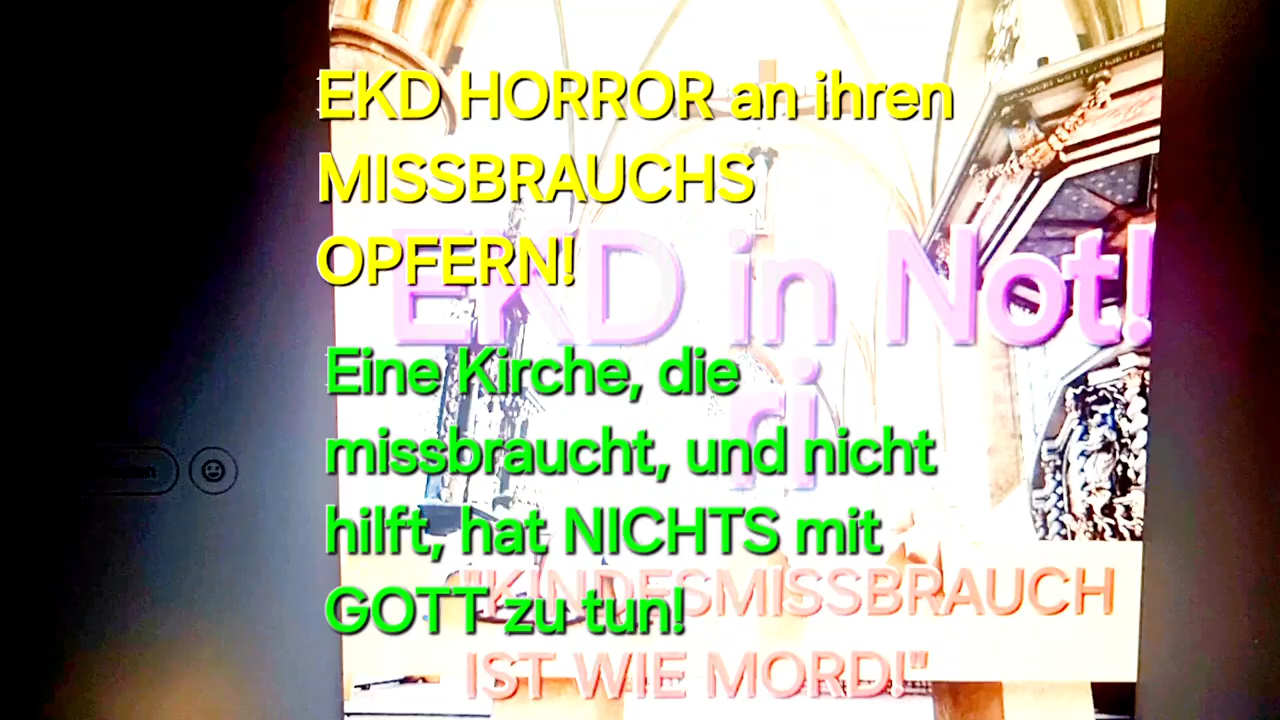 EKD HORROR an ihren
MISSBRAUCHS
OPFERN!
EKD in Not!
Eine Kirche, die
ri
missbraucht, und nicht
hilft, hat NICHTS mit
"KINDESMISSBRAUCH
GOTT zu tun!
IST WIE MORD!"